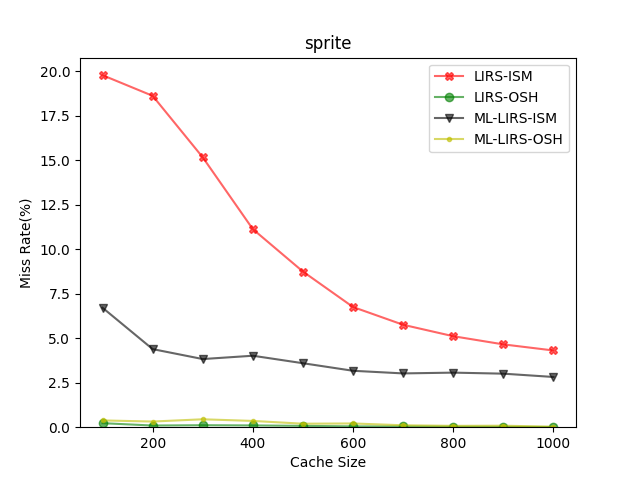 sprite
20.0
17.5
15.0
12.5
10.0
7.5
5.0
2.5
0.0
Miss Rate(%)
LIRS-ISM
LIRS-OSH
ML-LIRS-ISM
ML-LIRS-OSH
200 400 600 800 1000
Cache Size